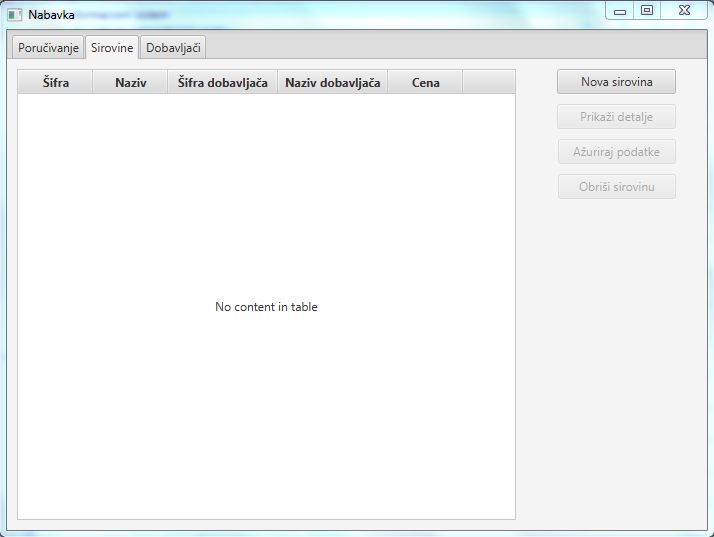 Nabavka
Poručivanje Sirovine Dobavljači
Šifra Naziv Šifra dobavljača Naziv dobavljača Cena
Nova sirovina
Prikaži detalje
Ažuriraj podatke
Obriši sirovinu
No content in table